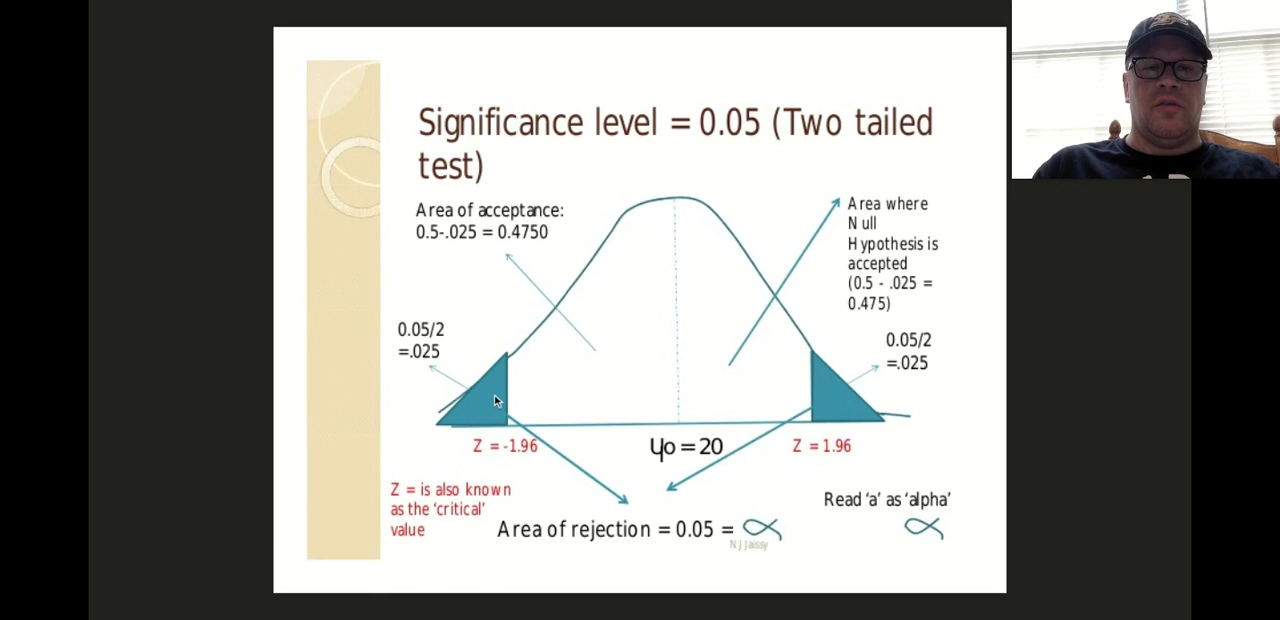 Significance level = 0.05 (Two tailed
test)
Area of acceptance:
0.5-.025 = 0.4750
Area where
Null
Hypothesis is
accepted
(0.5 - .025 =
0.475)
0.05/2
=.025
0.05/2
=.025
Z = -1.96
μo = 20
Z = 1.96
Z = is also known
as the ‘critical’
value
Read ‘a’ as ‘alpha’
Area of rejection = 0.05 = α
α
N J Jaissy